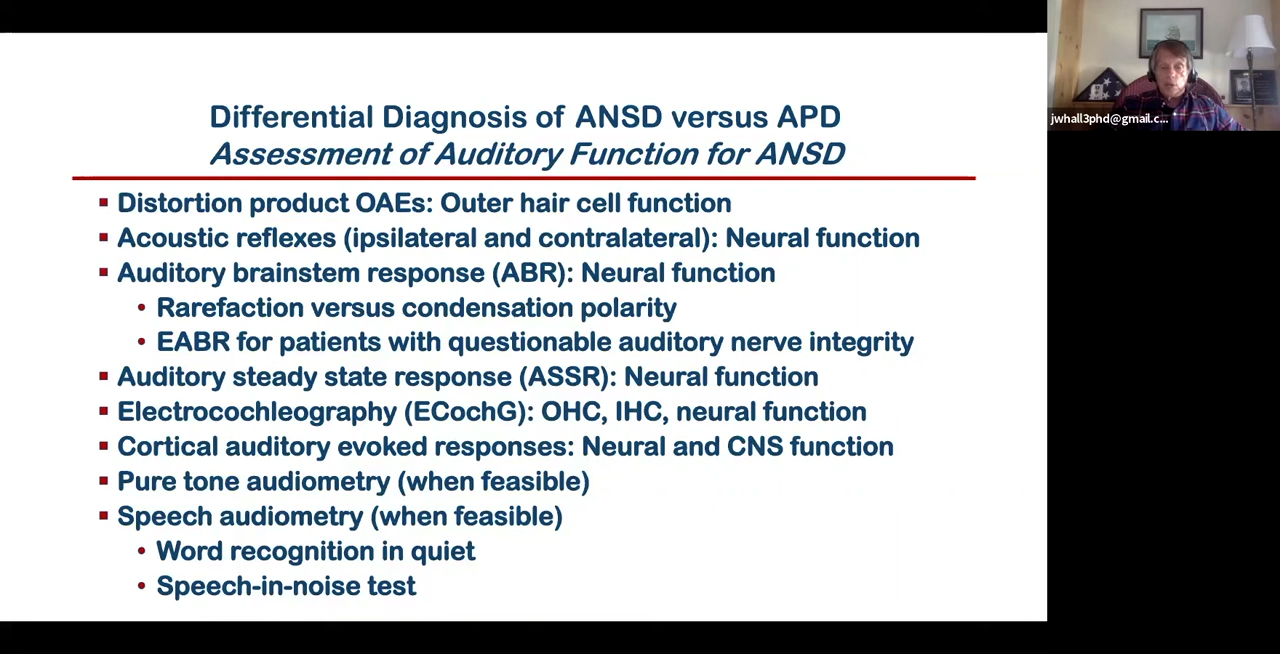 Differential Diagnosis of ANSD versus APD
Assessment of Auditory Function for ANSD
▪ Distortion product OAEs: Outer hair cell function
▪ Acoustic reflexes (ipsilateral and contralateral): Neural function
▪ Auditory brainstem response (ABR): Neural function
• Rarefaction versus condensation polarity
• EABR for patients with questionable auditory nerve integrity
▪ Auditory steady state response (ASSR): Neural function
▪ Electrocochleography (ECochG): OHC, IHC, neural function
▪ Cortical auditory evoked responses: Neural and CNS function
▪ Pure tone audiometry (when feasible)
▪ Speech audiometry (when feasible)
• Word recognition in quiet
• Speech-in-noise test
jwhall3phd@gmail.c...